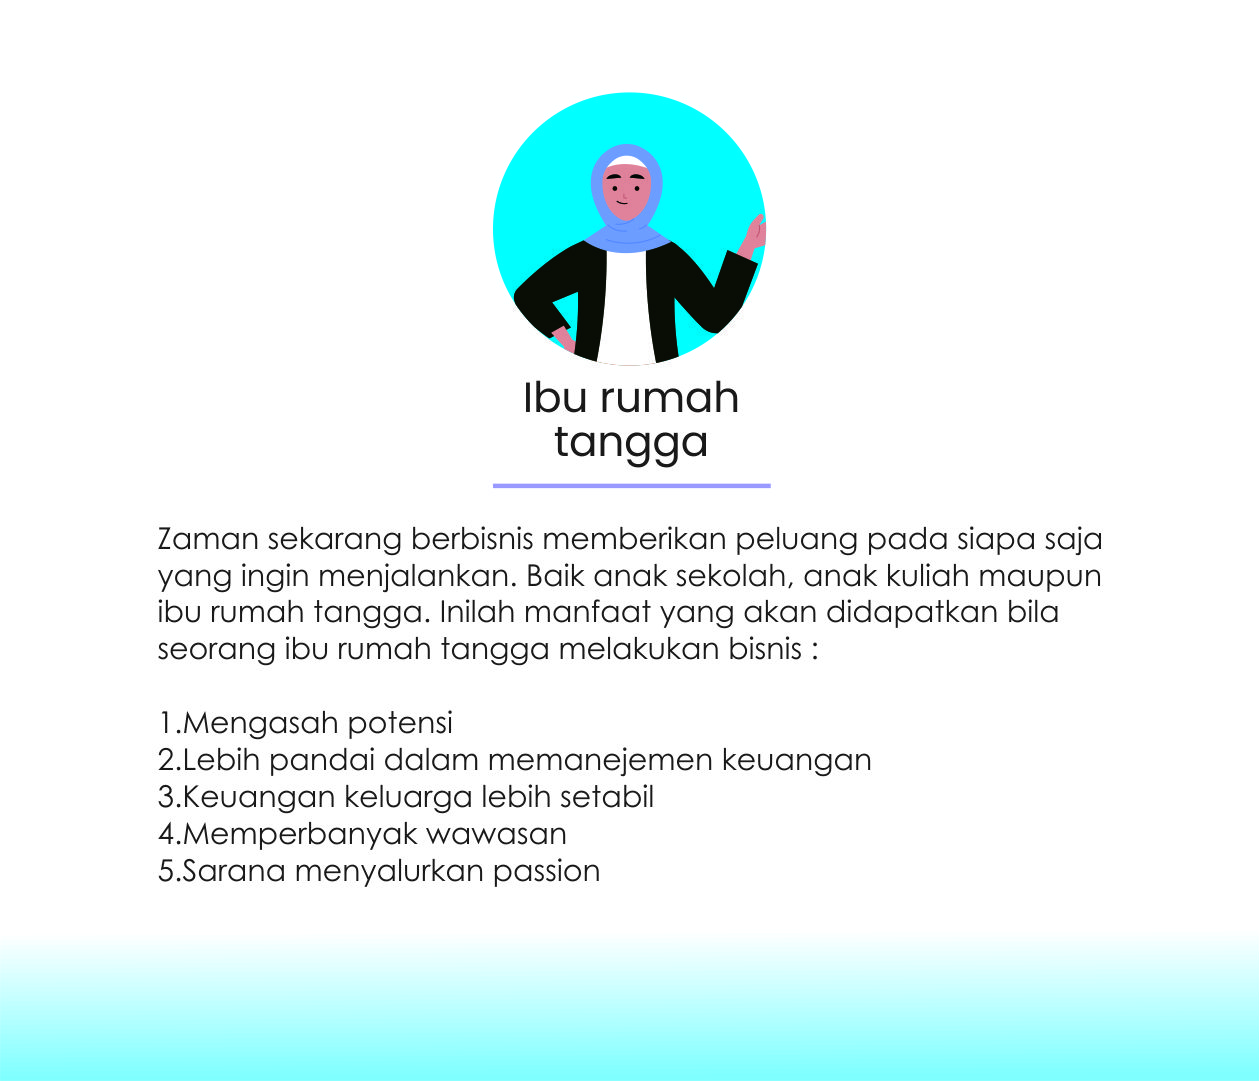 Ibu rumah
tangga
Zaman sekarang berbisnis memberikan peluang pada siapa saja
yang ingin menjalankan. Baik anak sekolah, anak kuliah maupun
ibu rumah tangga. Inilah manfaat yang akan didapatkan bila
seorang ibu rumah tangga melakukan bisnis :
1.Mengasah potensi
2.Lebih pandai dalam memanejemen keuangan
3.Keuangan keluarga lebih setabil
4.Memperbanyak wawasan
5.Sarana menyalurkan passion